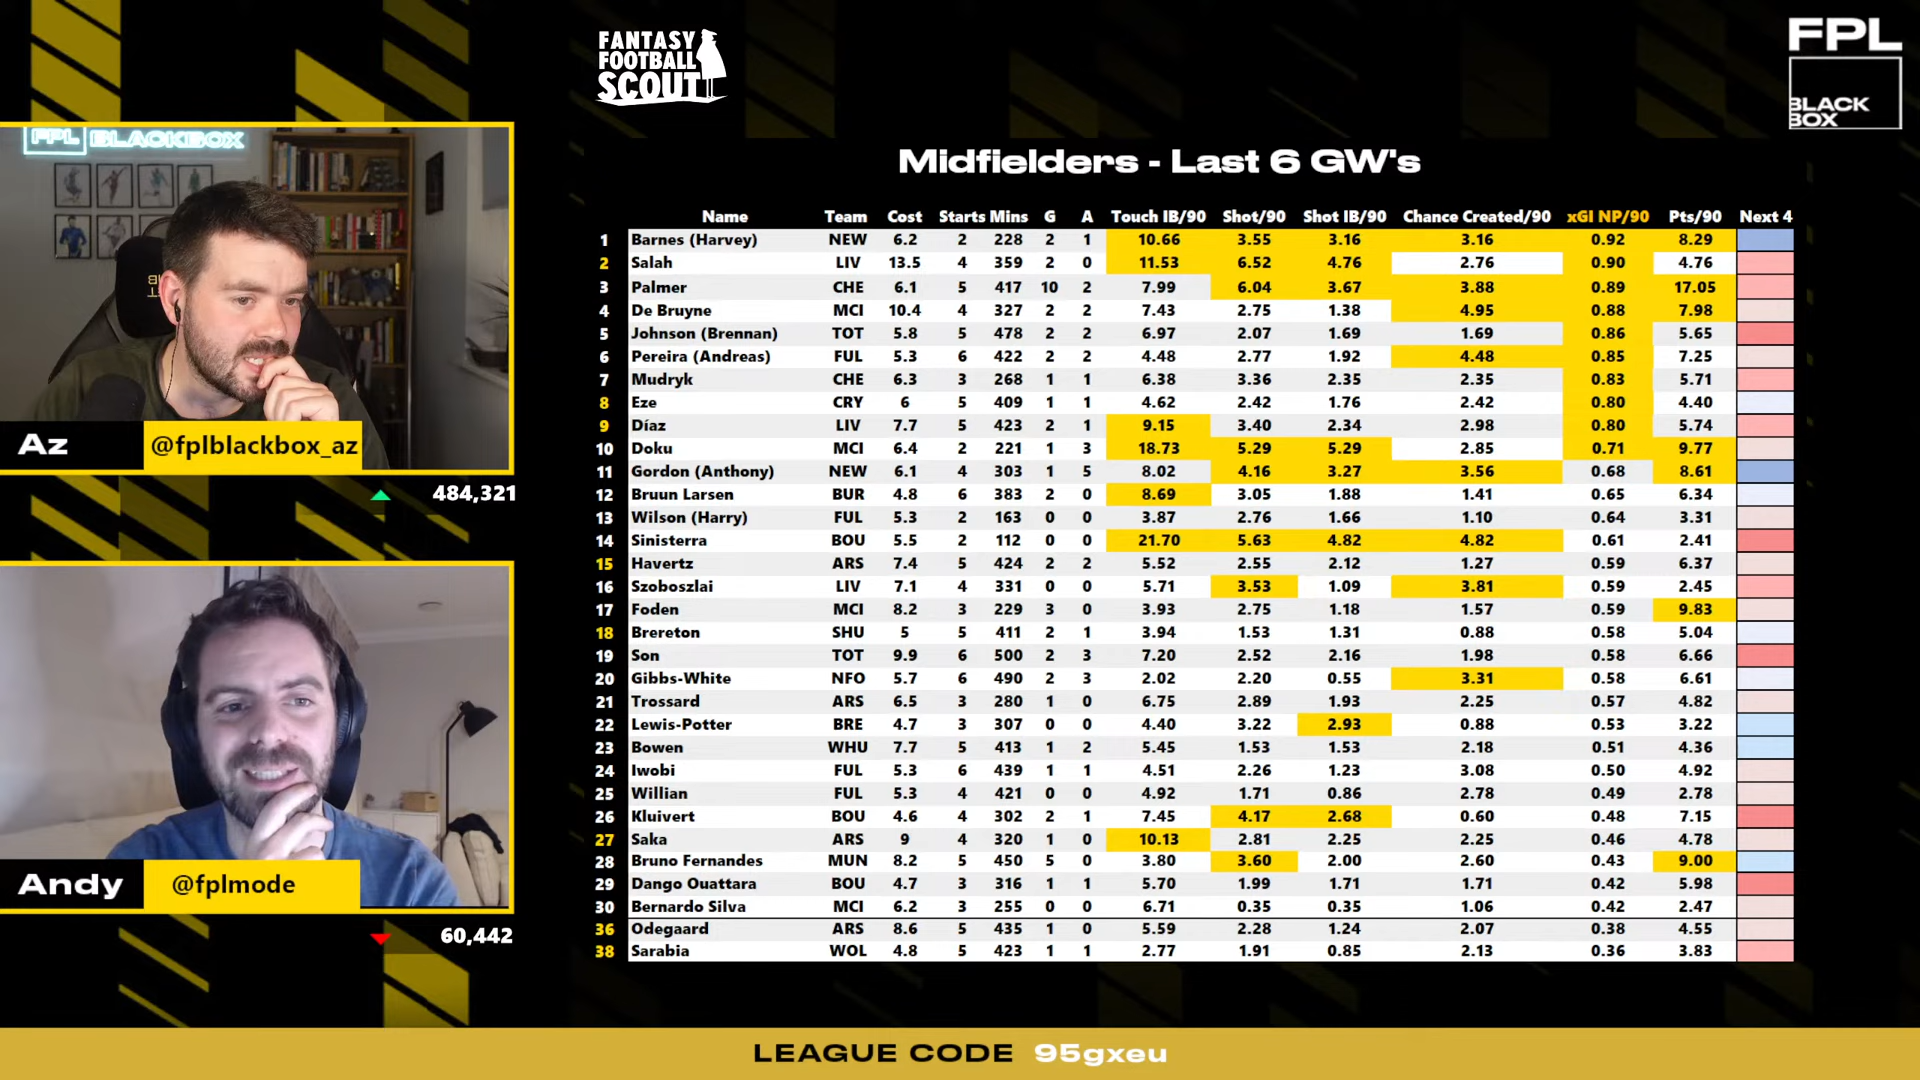 FANTASY
FOOTBALL
SCOUT
FPL
BLACK
BOX
FPL BLACKBOX
Az @fplblackbox_az
484,321
Andy @fplmode
60,442
Midfielders - Last 6 GW's
Name Team Cost Starts Mins G A Touch IB/90 Shot/90 Shot IB/90 Chance Created/90 xGI NP/90 Pts/90 Next 4
1 Barnes (Harvey) NEW 6.2 2 228 2 1 10.66 3.55 3.16 3.16 0.92 8.29
2 Salah LIV 13.5 4 359 2 0 11.53 6.52 4.76 2.76 0.90 4.76
3 Palmer CHE 6.1 5 417 10 2 7.99 6.04 3.67 3.88 0.89 17.05
4 De Bruyne MCI 10.4 4 327 2 2 7.43 2.75 1.38 4.95 0.88 7.98
5 Johnson (Brennan) TOT 5.8 5 478 2 2 6.97 2.07 1.69 1.69 0.86 5.65
6 Pereira (Andreas) FUL 5.3 6 422 2 2 4.48 2.77 1.92 4.48 0.85 7.25
7 Mudryk CHE 6.3 3 268 1 1 6.38 3.36 2.35 2.35 0.83 5.71
8 Eze CRY 6 5 409 1 1 4.62 2.42 1.76 2.42 0.80 4.40
9 Díaz LIV 7.7 5 423 2 1 9.15 3.40 2.34 2.98 0.80 5.74
10 Doku MCI 6.4 2 221 1 3 18.73 5.29 5.29 2.85 0.71 9.77
11 Gordon (Anthony) NEW 6.1 4 303 1 5 8.02 4.16 3.27 3.56 0.68 8.61
12 Bruun Larsen BUR 4.8 6 383 2 0 8.69 3.05 1.88 1.41 0.65 6.34
13 Wilson (Harry) FUL 5.3 2 163 0 0 3.87 2.76 1.66 1.10 0.64 3.31
14 Sinisterra BOU 5.5 2 112 0 0 21.70 5.63 4.82 4.82 0.61 2.41
15 Havertz ARS 7.4 5 424 2 2 5.52 2.55 2.12 1.27 0.59 6.37
16 Szoboszlai LIV 7.1 4 331 0 0 5.71 3.53 1.09 3.81 0.59 2.45
17 Foden MCI 8.2 3 229 3 0 3.93 2.75 1.18 1.57 0.59 9.83
18 Brereton SHU 5 5 411 2 1 3.94 1.53 1.31 0.88 0.58 5.04
19 Son TOT 9.9 6 500 2 3 7.20 2.52 2.16 1.98 0.58 6.66
20 Gibbs-White NFO 5.7 6 490 2 3 2.02 2.20 0.55 3.31 0.58 6.61
21 Trossard ARS 6.5 3 280 1 0 6.75 2.89 1.93 2.25 0.57 4.82
22 Lewis-Potter BRE 4.7 3 307 0 0 4.40 3.22 2.93 0.88 0.53 3.22
23 Bowen WHU 7.7 5 413 1 2 5.45 1.53 1.53 2.18 0.51 4.36
24 Iwobi FUL 5.3 6 439 1 1 4.51 2.26 1.23 3.08 0.50 4.92
25 Willian FUL 5.3 4 421 0 0 4.92 1.71 0.86 2.78 0.49 2.78
26 Kluivert BOU 4.6 4 302 2 1 7.45 4.17 2.68 0.60 0.48 7.15
27 Saka ARS 9 4 320 1 0 10.13 2.81 2.25 2.25 0.46 4.78
28 Bruno Fernandes MUN 8.2 5 450 5 0 3.80 3.60 2.00 2.60 0.43 9.00
29 Dango Ouattara BOU 4.7 3 316 1 1 5.70 1.99 1.71 1.71 0.42 5.98
30 Bernardo Silva MCI 6.2 3 255 0 0 6.71 0.35 0.35 1.06 0.42 2.47
36 Odegaard ARS 8.6 5 435 1 0 5.59 2.28 1.24 2.07 0.38 4.55
38 Sarabia WOL 4.8 5 423 1 1 2.77 1.91 0.85 2.13 0.36 3.83
LEAGUE CODE 95gxeu